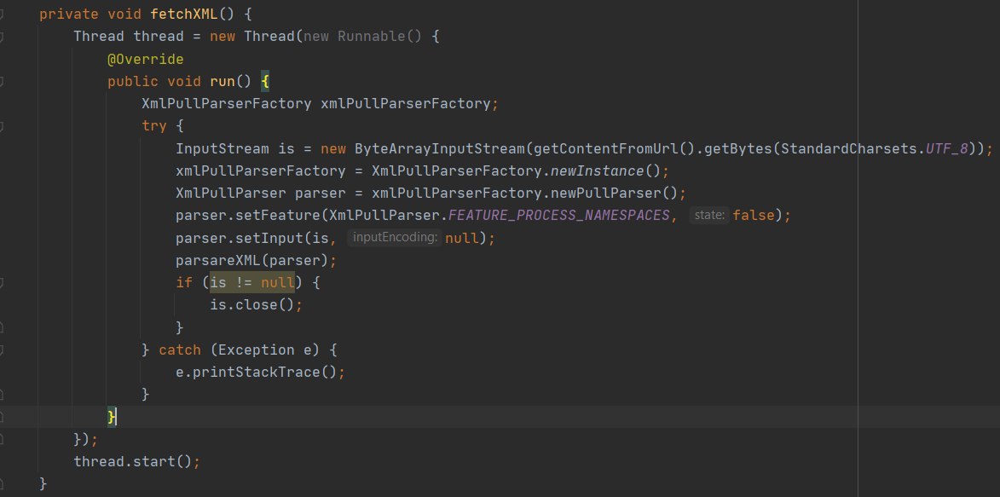 private void fetchXML() {
Thread thread = new Thread(new Runnable() {
@Override
public void run() {
XmlPullParserFactory xmlPullParserFactory;
try {
InputStream is = new ByteArrayInputStream(getContentFromUrl().getBytes(StandardCharsets.UTF_8));
xmlPullParserFactory = XmlPullParserFactory.newInstance();
XmlPullParser parser = xmlPullParserFactory.newPullParser();
parser.setFeature(XmlPullParser.FEATURE_PROCESS_NAMESPACES, state: false);
parser.setInput(is, inputEncoding: null);
parsareXML(parser);
if (is != null) {
is.close();
}
} catch (Exception e) {
e.printStackTrace();
}
}
});
thread.start();
}